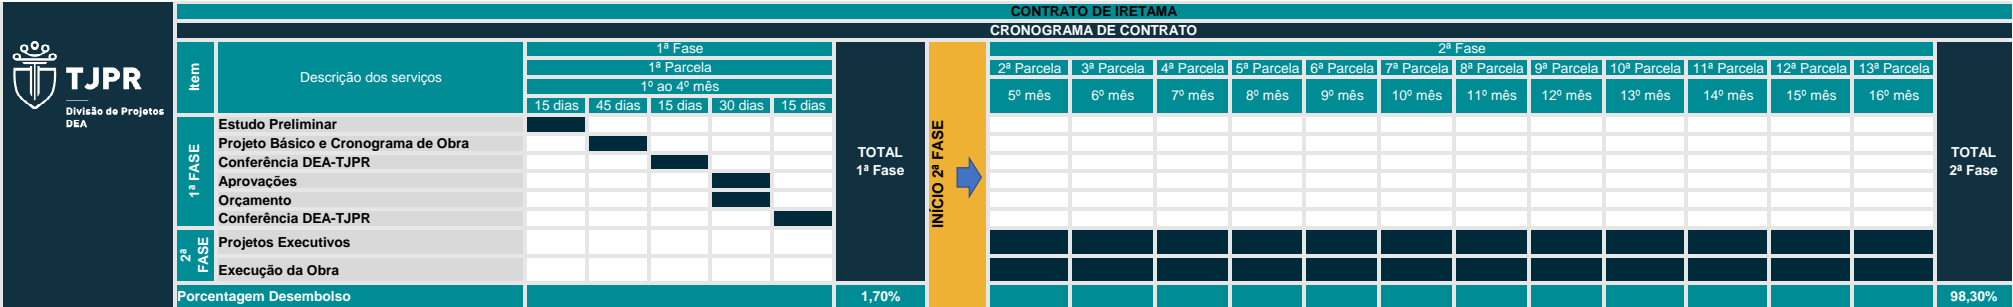 CONTRATO DE IRETAMA
CRONOGRAMA DE CONTRATO
TJPR
Divisão de Projetos
DEA
Item
Descrição dos serviços
1ª Fase
1ª Parcela
1º ao 4º mês
15 dias 45 dias 15 dias 30 dias 15 dias
TOTAL
1ª Fase
INÍCIO 2ª FASE
2ª Fase
2ª Parcela 3ª Parcela 4ª Parcela 5ª Parcela 6ª Parcela 7ª Parcela 8ª Parcela 9ª Parcela 10ª Parcela 11ª Parcela 12ª Parcela 13ª Parcela
5º mês 6º mês 7º mês 8º mês 9º mês 10º mês 11º mês 12º mês 13º mês 14º mês 15º mês 16º mês
TOTAL
2ª Fase
1ª FASE
Estudo Preliminar
Projeto Básico e Cronograma de Obra
Conferência DEA-TJPR
Aprovações
Orçamento
Conferência DEA-TJPR
2ª
FASE
Projetos Executivos
Execução da Obra
Porcentagem Desembolso 1,70% 98,30%